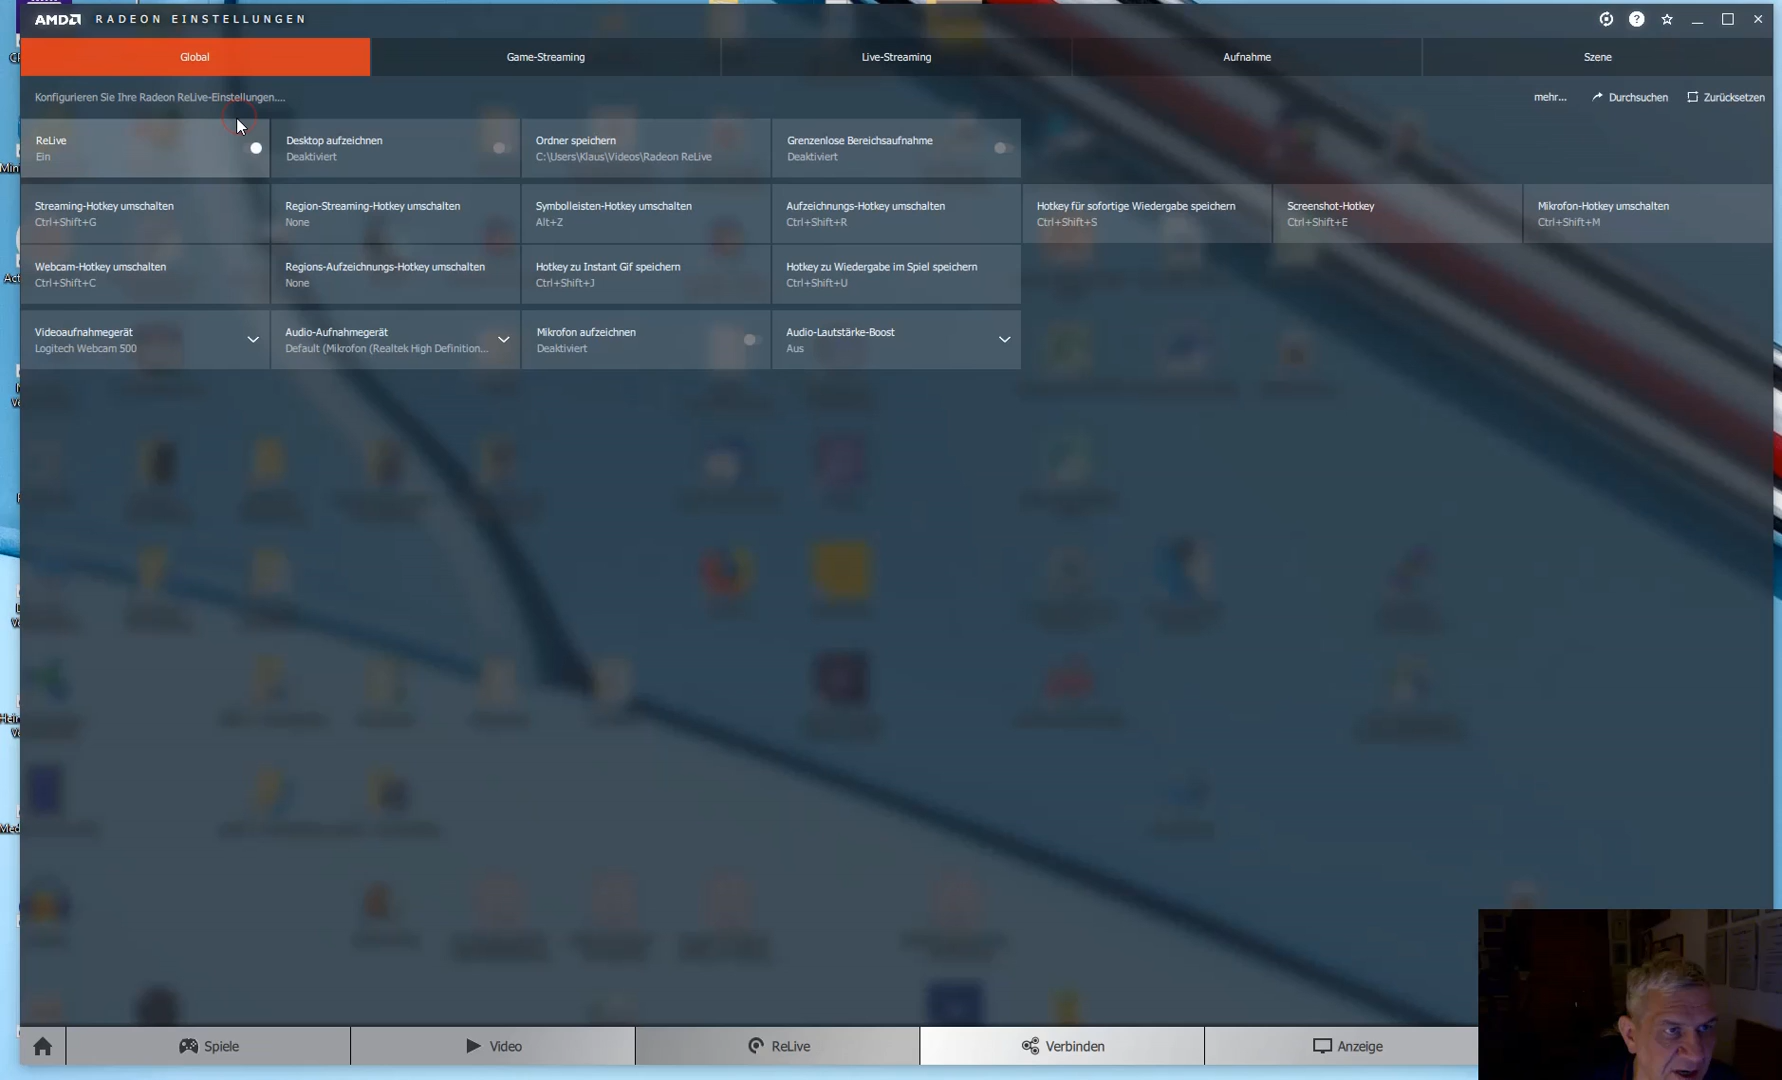 AMD RADEON EINSTELLUNGEN
Global
Game-Streaming
Live-Streaming
Aufnahme
Szene
Konfigurieren Sie Ihre Radeon ReLive-Einstellungen....
mehr...
Durchsuchen
Zurücksetzen
ReLive
Ein
Desktop aufzeichnen
Deaktiviert
Ordner speichern
C:\Users\Klaus\Videos\Radeon ReLive
Grenzenlose Bereichsaufnahme
Deaktiviert
Streaming-Hotkey umschalten
Ctrl+Shift+G
Region-Streaming-Hotkey umschalten
None
Symbolleisten-Hotkey umschalten
Alt+Z
Aufzeichnungs-Hotkey umschalten
Ctrl+Shift+R
Hotkey für sofortige Wiedergabe speichern
Ctrl+Shift+S
Screenshot-Hotkey
Ctrl+Shift+E
Mikrofon-Hotkey umschalten
Ctrl+Shift+M
Webcam-Hotkey umschalten
Ctrl+Shift+C
Regions-Aufzeichnungs-Hotkey umschalten
None
Hotkey zu Instant Gif speichern
Ctrl+Shift+J
Hotkey zu Wiedergabe im Spiel speichern
Ctrl+Shift+U
Videoaufnahmegerät
Logitech Webcam 500
Audio-Aufnahmegerät
Default (Mikrofon (Realtek High Definition...
Mikrofon aufzeichnen
Deaktiviert
Audio-Lautstärke-Boost
Aus
Spiele
Video
ReLive
Verbinden
Anzeige